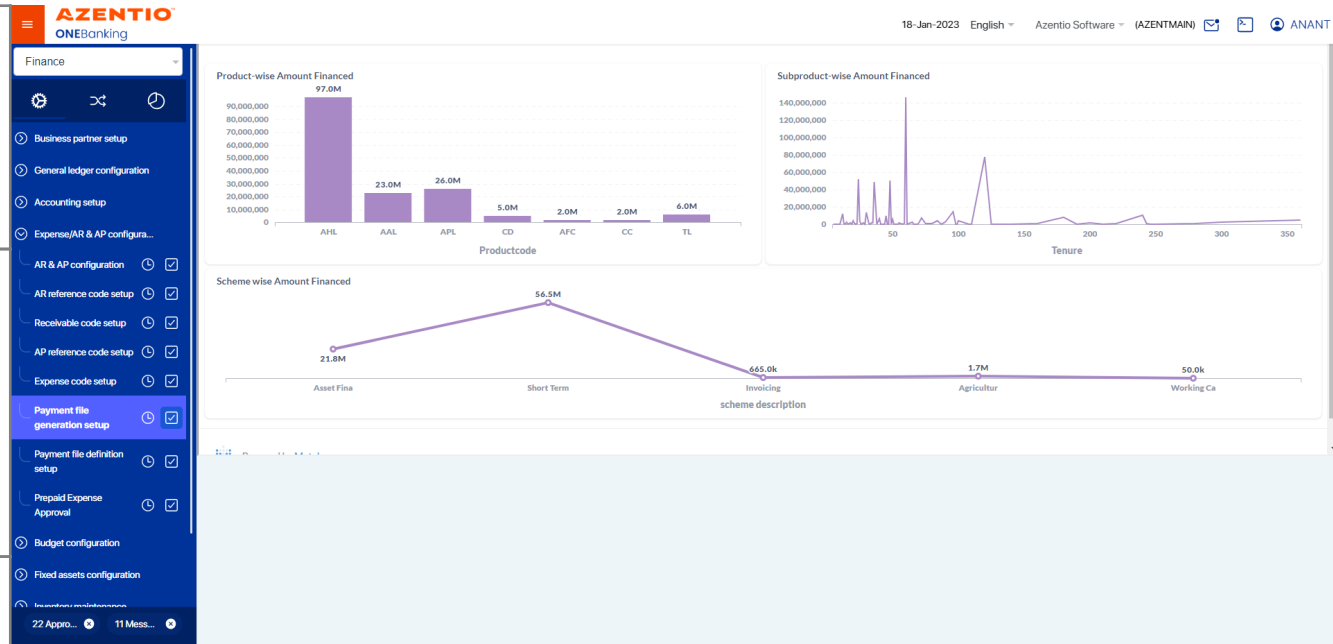 AZENTIO
ONEBanking
18-Jan-2023 English Azentio Software (AZENTMAIN) ANANT
Finance
Business partner setup
General ledger configuration
Accounting setup
Expense/AR & AP configura...
AR & AP configuration
AR reference code setup
Receivable code setup
AP reference code setup
Expense code setup
Payment file
generation setup
Payment file definition
setup
Prepaid Expense
Approval
Budget configuration
Fixed assets configuration
Inventory maintenance
22 Appro... 11 Mess...
Product-wise Amount Financed
97.0M
90,000,000
80,000,000
70,000,000
60,000,000
50,000,000
40,000,000
30,000,000
20,000,000
10,000,000
0
23.0M
26.0M
5.0M
2.0M
2.0M
6.0M
AHL AAL APL CD AFC CC TL
Productcode
Subproduct-wise Amount Financed
140,000,000
120,000,000
100,000,000
80,000,000
60,000,000
40,000,000
20,000,000
0
50 100 150 200 250 300 350
Tenure
Scheme wise Amount Financed
21.8M
56.5M
665.0k
1.7M
50.0k
Asset Fina Short Term Invoicing Agricultur Working Ca
scheme description